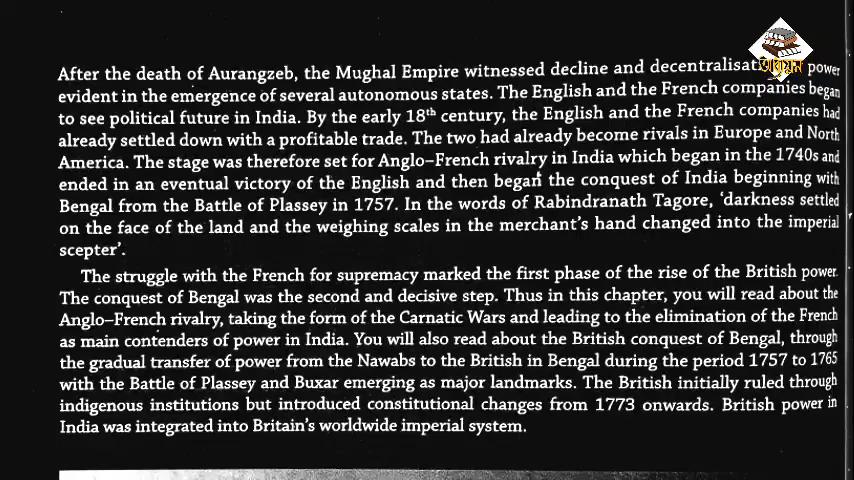 After the death of Aurangzeb, the Mughal Empire witnessed decline and decentralisat power
evident in the emergence of several autonomous states. The English and the French companies began
to see political future in India. By the early 18th century, the English and the French companies had
already settled down with a profitable trade. The two had already become rivals in Europe and North
America. The stage was therefore set for Anglo–French rivalry in India which began in the 1740s and
ended in an eventual victory of the English and then began the conquest of India beginning with
Bengal from the Battle of Plassey in 1757. In the words of Rabindranath Tagore, 'darkness settled
on the face of the land and the weighing scales in the merchant's hand changed into the imperial
scepter'.
The struggle with the French for supremacy marked the first phase of the rise of the British power.
The conquest of Bengal was the second and decisive step. Thus in this chapter, you will read about the
Anglo–French rivalry, taking the form of the Carnatic Wars and leading to the elimination of the French
as main contenders of power in India. You will also read about the British conquest of Bengal, through
the gradual transfer of power from the Nawabs to the British in Bengal during the period 1757 to 1765
with the Battle of Plassey and Buxar emerging as major landmarks. The British initially ruled through
indigenous institutions but introduced constitutional changes from 1773 onwards. British power in
India was integrated into Britain's worldwide imperial system.